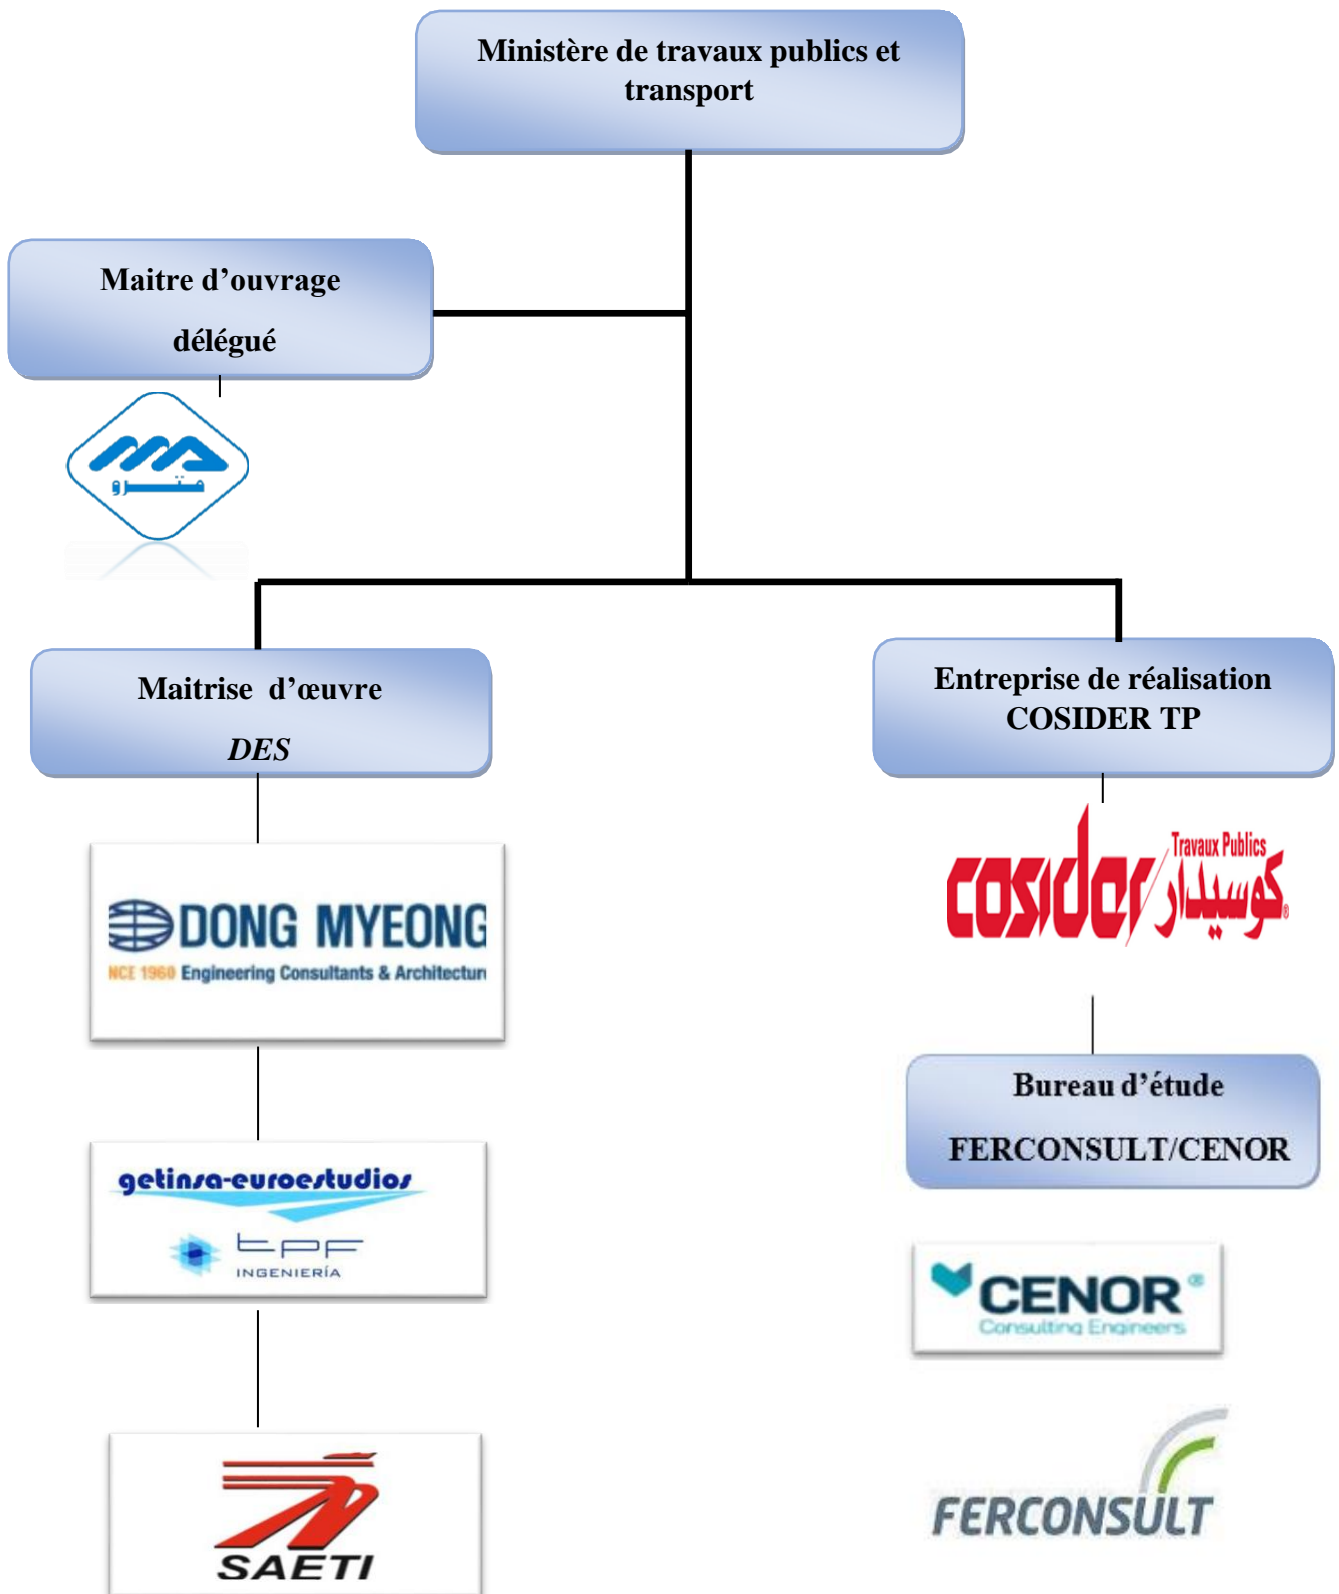 Ministère de travaux publics et
transport
Maitre d’ouvrage
délégué
مترو
Maitrise d’œuvre
DES
Entreprise de réalisation
COSIDER TP
DONG MYEONG
NCE 1960 Engineering Consultants & Architectur
cosider
Travaux Publics
كوسيدار
®
getinsa-euroestudios
tpf
INGENIERÍA
Bureau d’étude
FERCONSULT/CENOR
CENOR ®
Consulting Engineers
SAETI
FERCONSULT